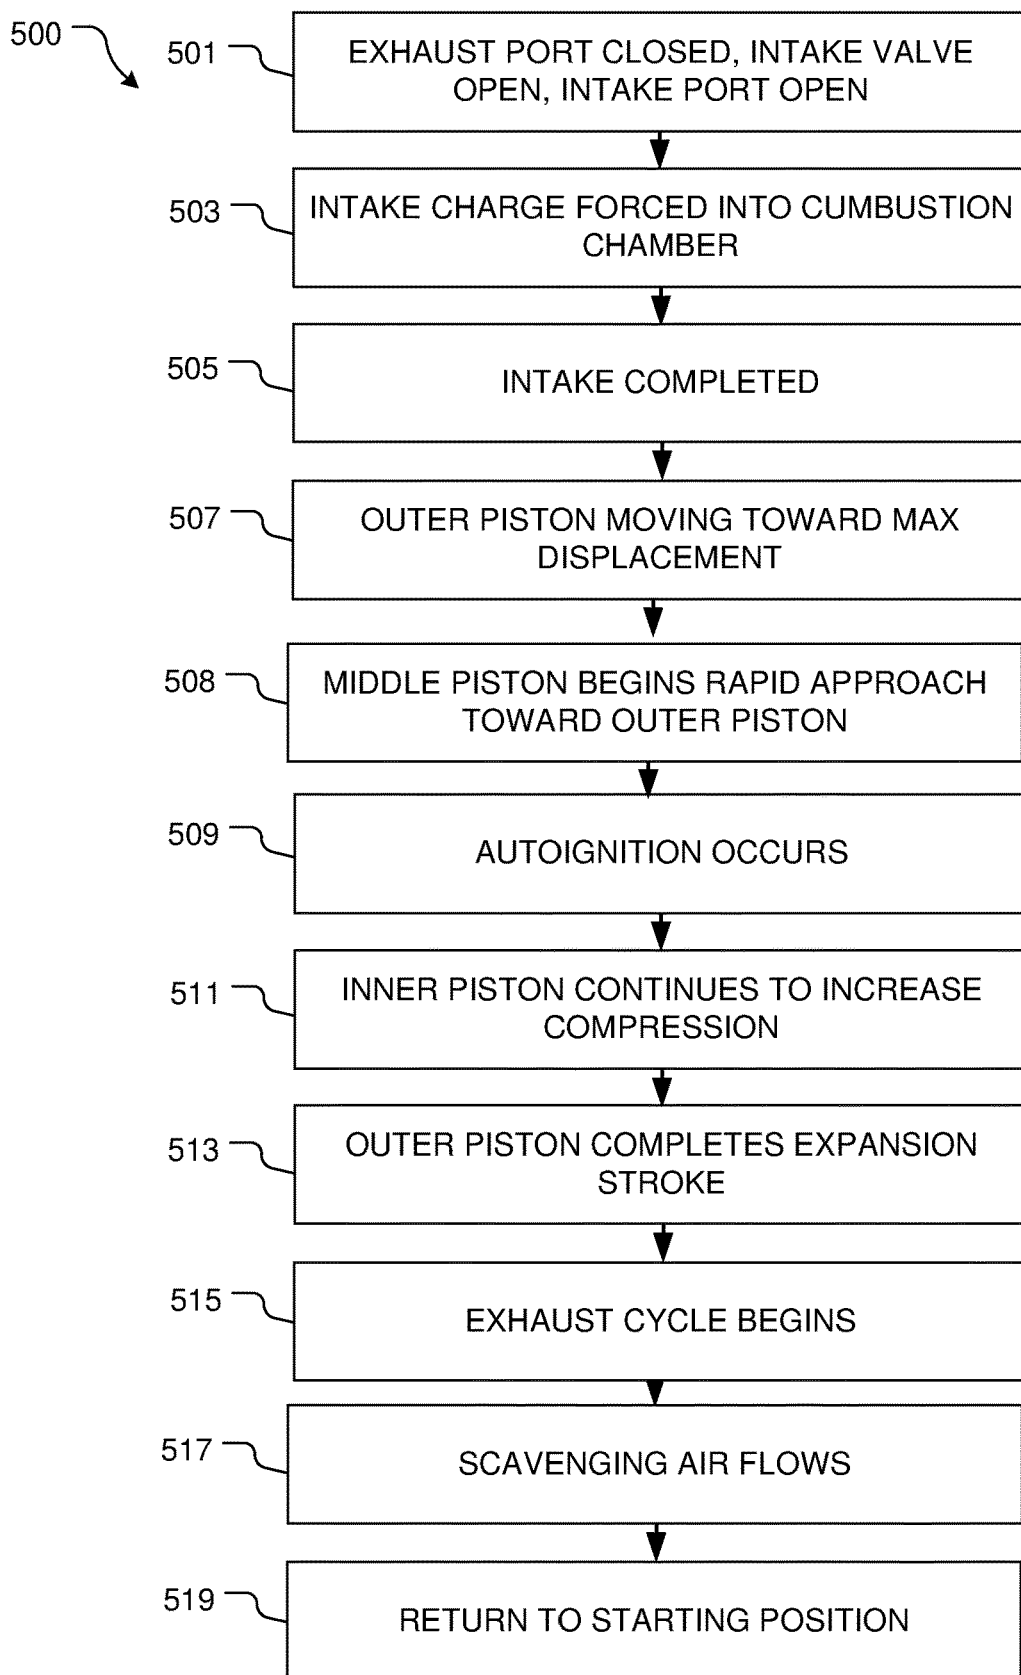 500
501
EXHAUST PORT CLOSED, INTAKE VALVE
OPEN, INTAKE PORT OPEN
503
INTAKE CHARGE FORCED INTO CUMBUSTION
CHAMBER
505
INTAKE COMPLETED
507
OUTER PISTON MOVING TOWARD MAX
DISPLACEMENT
508
MIDDLE PISTON BEGINS RAPID APPROACH
TOWARD OUTER PISTON
509
AUTOIGNITION OCCURS
511
INNER PISTON CONTINUES TO INCREASE
COMPRESSION
513
OUTER PISTON COMPLETES EXPANSION
STROKE
515
EXHAUST CYCLE BEGINS
517
SCAVENGING AIR FLOWS
519
RETURN TO STARTING POSITION